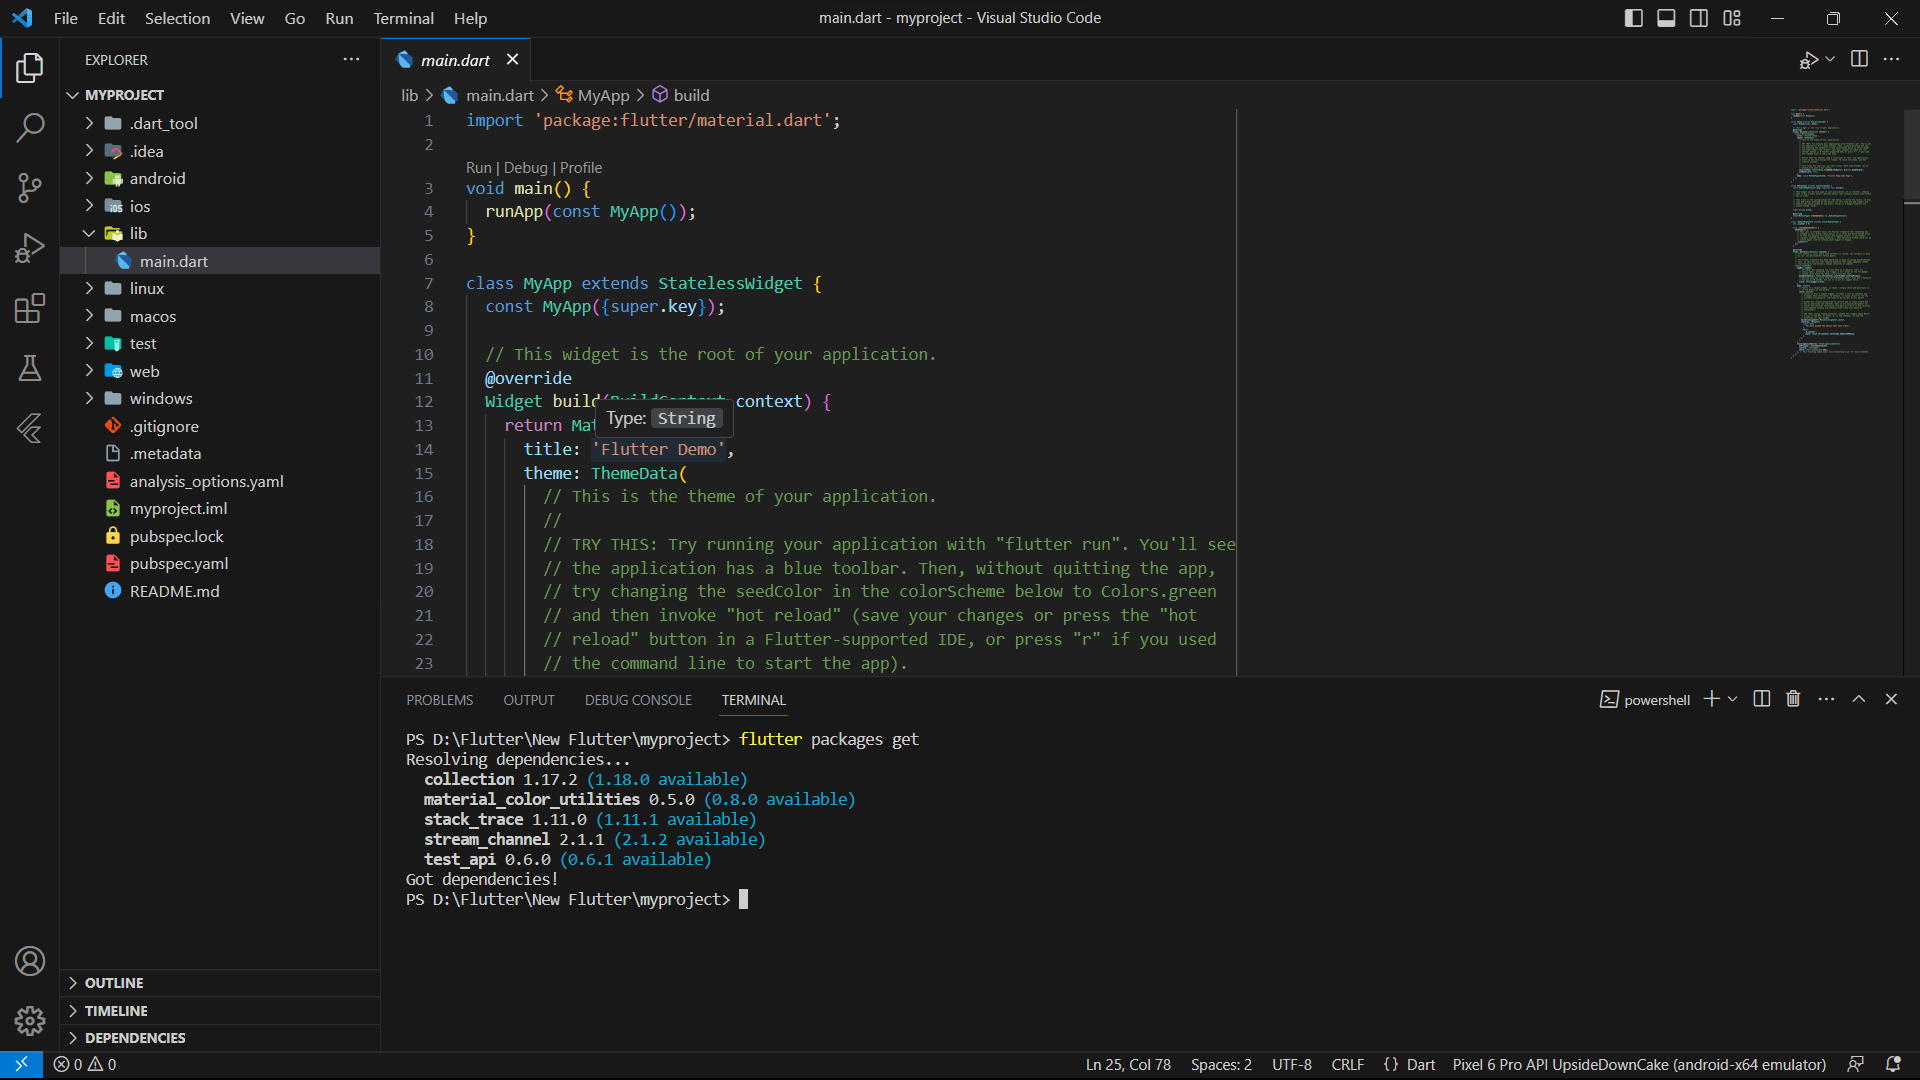 File Edit Selection View Go Run Terminal Help
main.dart - myproject - Visual Studio Code
EXPLORER
MYPROJECT
.dart_tool
.idea
android
ios
lib
main.dart
linux
macos
test
web
windows
.gitignore
.metadata
analysis_options.yaml
myproject.iml
pubspec.lock
pubspec.yaml
README.md
OUTLINE
TIMELINE
DEPENDENCIES
main.dart
lib > main.dart > MyApp > build
1 import 'package:flutter/material.dart';
2
Run | Debug | Profile
3 void main() {
4 runApp(const MyApp());
5 }
6
7 class MyApp extends StatelessWidget {
8 const MyApp({super.key});
9
10 // This widget is the root of your application.
11 @override
12 Widget build(BuildContext context) {
Type: String
13 return Mat
14 title: 'Flutter Demo',
15 theme: ThemeData(
16 // This is the theme of your application.
17 //
18 // TRY THIS: Try running your application with "flutter run". You'll see
19 // the application has a blue toolbar. Then, without quitting the app,
20 // try changing the seedColor in the colorScheme below to Colors.green
21 // and then invoke "hot reload" (save your changes or press the "hot
22 // reload" button in a Flutter-supported IDE, or press "r" if you used
23 // the command line to start the app).
PROBLEMS OUTPUT DEBUG CONSOLE TERMINAL
powershell
PS D:\Flutter\New Flutter\myproject> flutter packages get
Resolving dependencies...
collection 1.17.2 (1.18.0 available)
material_color_utilities 0.5.0 (0.8.0 available)
stack_trace 1.11.0 (1.11.1 available)
stream_channel 2.1.1 (2.1.2 available)
test_api 0.6.0 (0.6.1 available)
Got dependencies!
PS D:\Flutter\New Flutter\myproject>
0 0
Ln 25, Col 78 Spaces: 2 UTF-8 CRLF {} Dart Pixel 6 Pro API UpsideDownCake (android-x64 emulator)